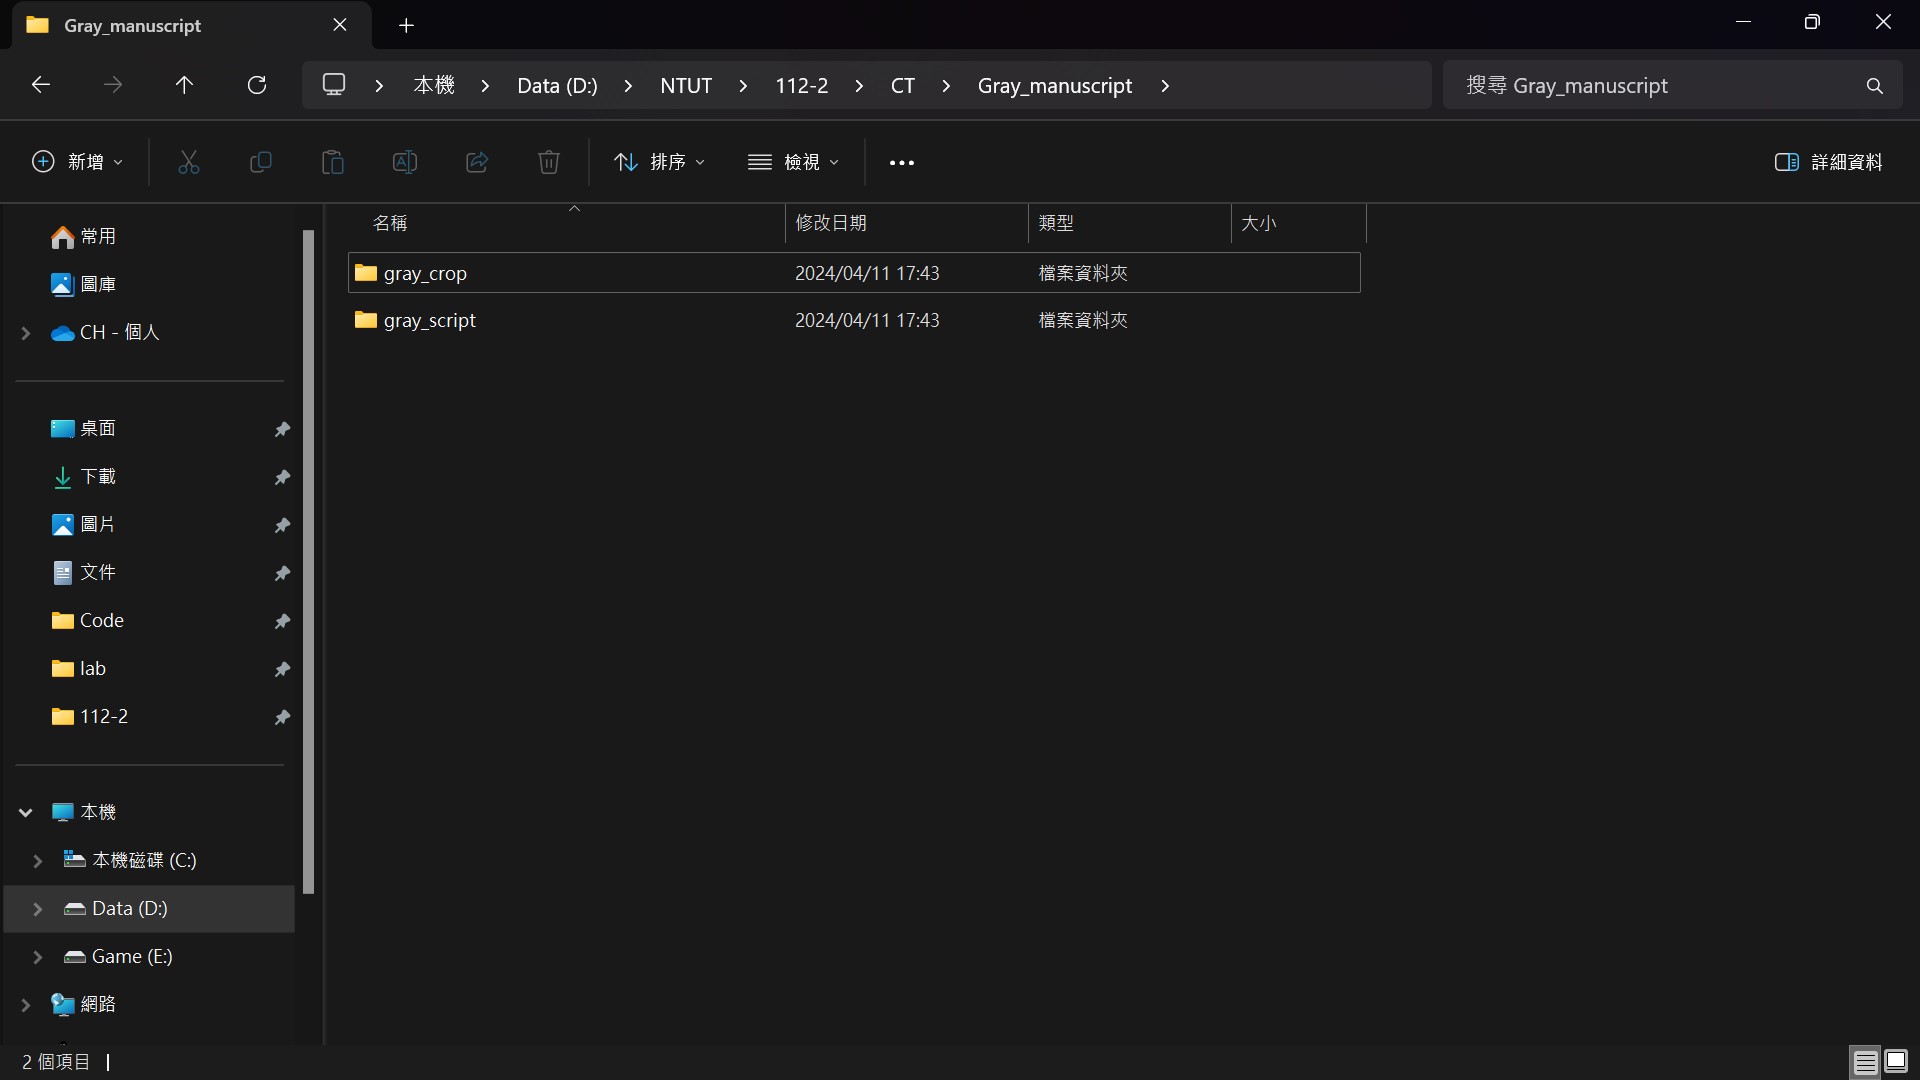 Gray_manuscript
本機 Data (D:) NTUT 112-2 CT Gray_manuscript
搜尋 Gray_manuscript
新增 排序 檢視 詳細資料
名稱 修改日期 類型 大小
gray_crop 2024/04/11 17:43 檔案資料夾
gray_script 2024/04/11 17:43 檔案資料夾
常用
圖庫
CH - 個人
桌面
下載
圖片
文件
Code
lab
112-2
本機
本機磁碟 (C:)
Data (D:)
Game (E:)
網路
2 個項目